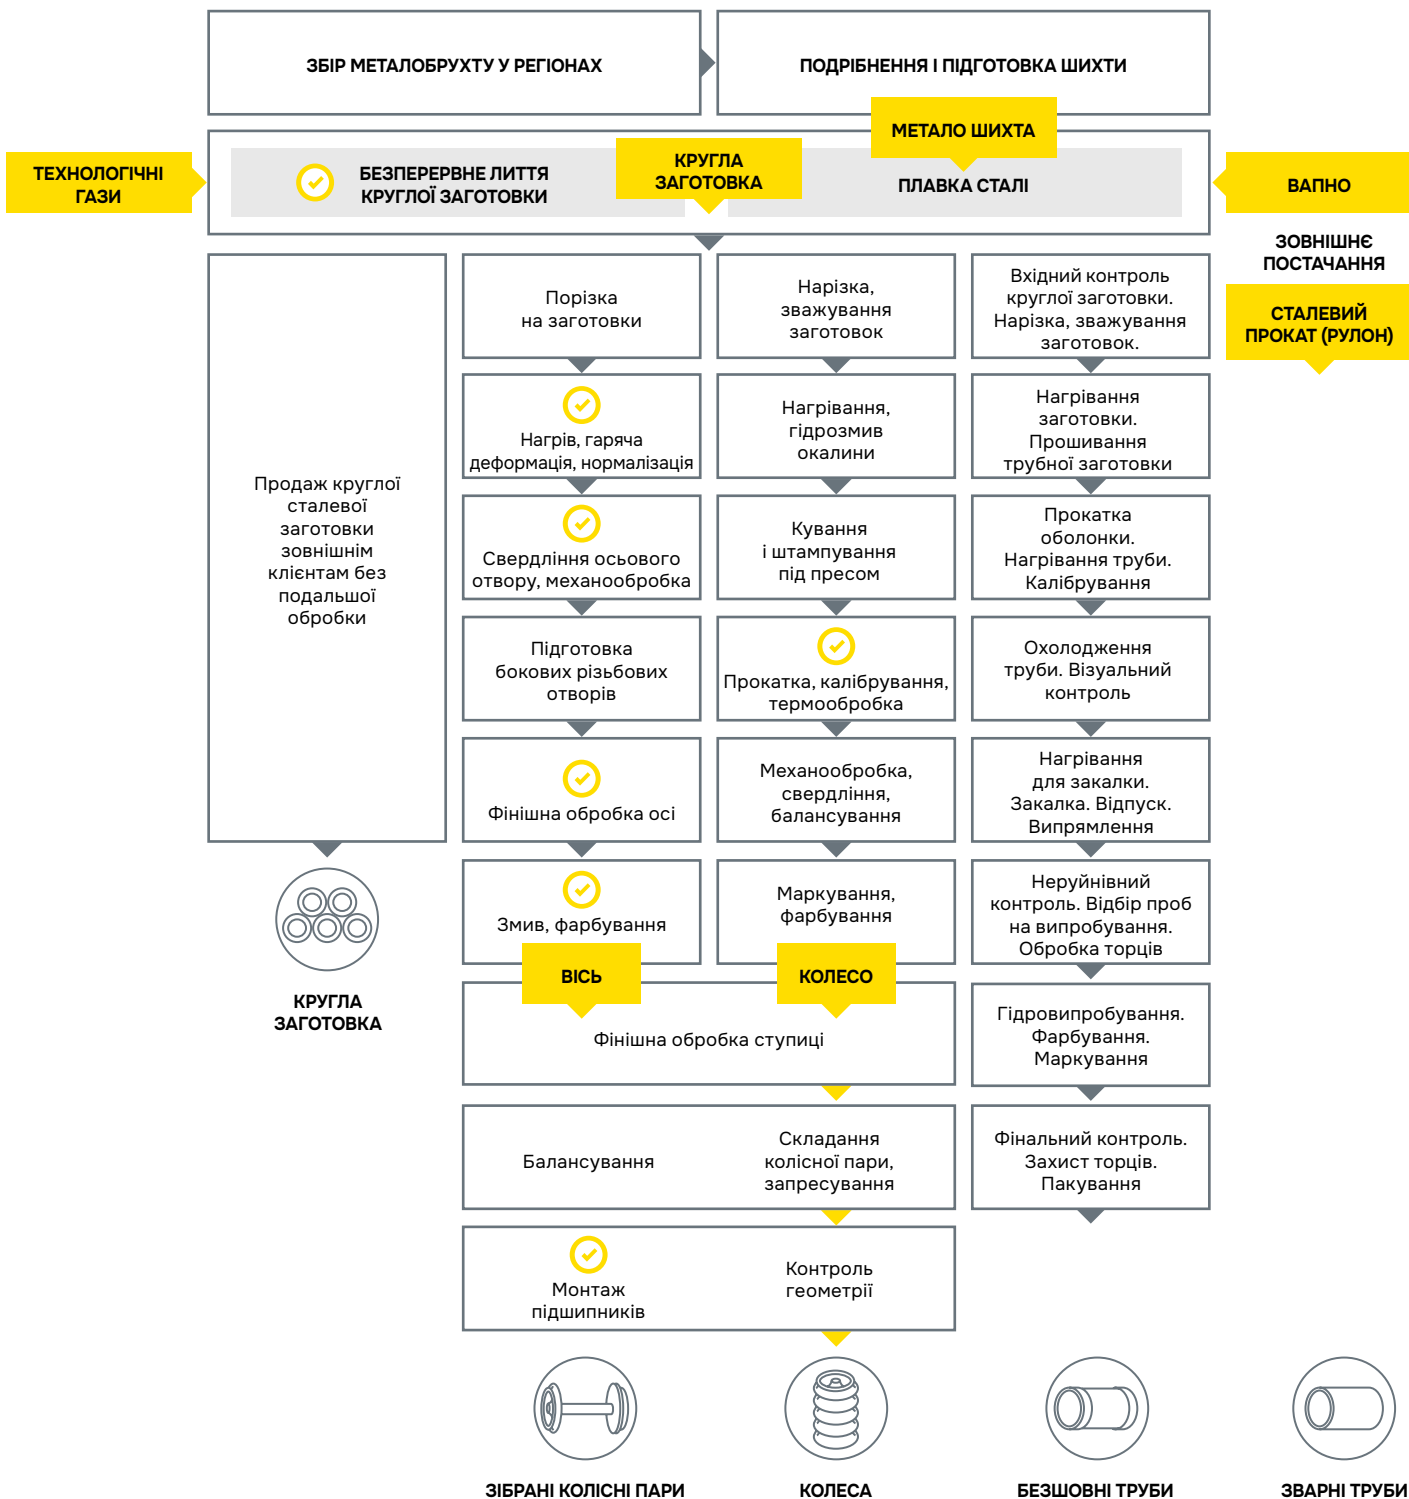 ЗБІР МЕТАЛОБРУХТУ У РЕГІОНАХ
ПОДРІБНЕННЯ І ПІДГОТОВКА ШИХТИ
МЕТАЛО ШИХТА
ТЕХНОЛОГІЧНІ
ГАЗИ
БЕЗПЕРЕРВНЕ ЛИТТЯ
КРУГЛОЇ ЗАГОТОВКИ
КРУГЛА
ЗАГОТОВКА
ПЛАВКА СТАЛІ
ВАПНО
ЗОВНІШНЄ
ПОСТАЧАННЯ
СТАЛЕВИЙ
ПРОКАТ (РУЛОН)
Продаж круглої
сталевої
заготовки
зовнішнім
клієнтам без
подальшої
обробки
КРУГЛА
ЗАГОТОВКА
Порізка
на заготовки
Нагрів, гаряча
деформація, нормалізація
Свердління осьового
отвору, механообробка
Підготовка
бокових різьбових
отворів
Фінішна обробка осі
Змив, фарбування
ВІСЬ
Нарізка,
зважування
заготовок
Нагрівання,
гідрозмив
окалини
Кування
і штампування
під пресом
Прокатка, калібрування,
термообробка
Механообробка,
свердління,
балансування
Маркування,
фарбування
КОЛЕСО
Фінішна обробка ступиці
Балансування
Складання
колісної пари,
запресування
Монтаж
підшипників
Контроль
геометрії
Вхідний контроль
круглої заготовки.
Нарізка, зважування
заготовок.
Нагрівання
заготовки.
Прошивання
трубної заготовки
Прокатка
оболонки.
Нагрівання труби.
Калібрування
Охолодження
труби. Візуальний
контроль
Нагрівання
для закалки.
Закалка. Відпуск.
Випрямлення
Неруйнівний
контроль. Відбір проб
на випробування.
Обробка торців
Гідровипробування.
Фарбування.
Маркування
Фінальний контроль.
Захист торців.
Пакування
ЗІБРАНІ КОЛІСНІ ПАРИ
КОЛЕСА
БЕЗШОВНІ ТРУБИ
ЗВАРНІ ТРУБИ